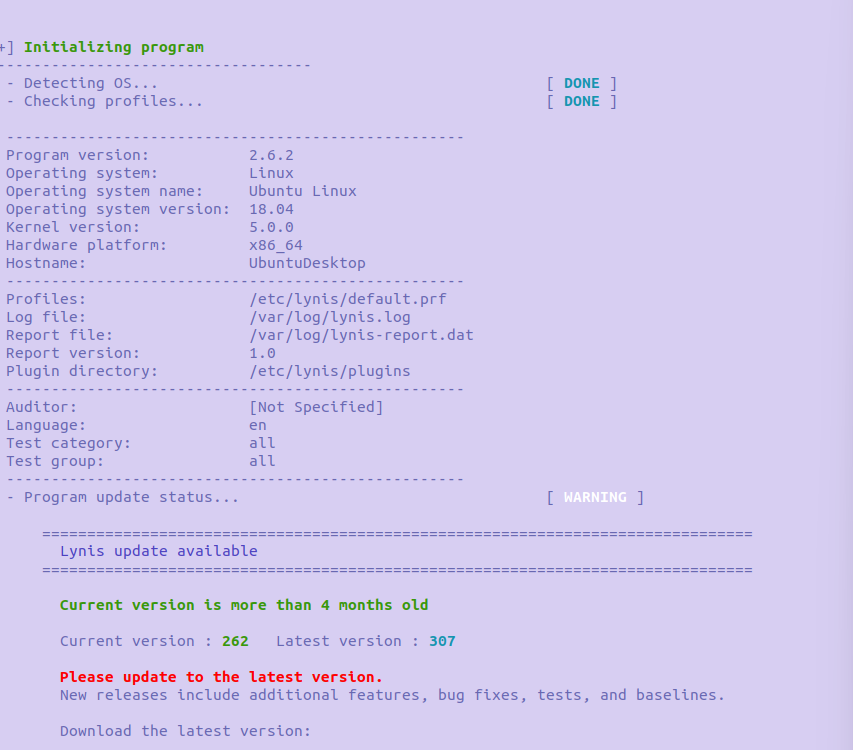 +] Initializing program
-----------------------------------
- Detecting OS... [ DONE ]
- Checking profiles... [ DONE ]
---------------------------------------------------
Program version: 2.6.2
Operating system: Linux
Operating system name: Ubuntu Linux
Operating system version: 18.04
Kernel version: 5.0.0
Hardware platform: x86_64
Hostname: UbuntuDesktop
---------------------------------------------------
Profiles: /etc/lynis/default.prf
Log file: /var/log/lynis.log
Report file: /var/log/lynis-report.dat
Report version: 1.0
Plugin directory: /etc/lynis/plugins
---------------------------------------------------
Auditor: [Not Specified]
Language: en
Test category: all
Test group: all
---------------------------------------------------
- Program update status... [ WARNING ]
===============================================================================
Lynis update available
===============================================================================
Current version is more than 4 months old
Current version : 262 Latest version : 307
Please update to the latest version.
New releases include additional features, bug fixes, tests, and baselines.
Download the latest version: